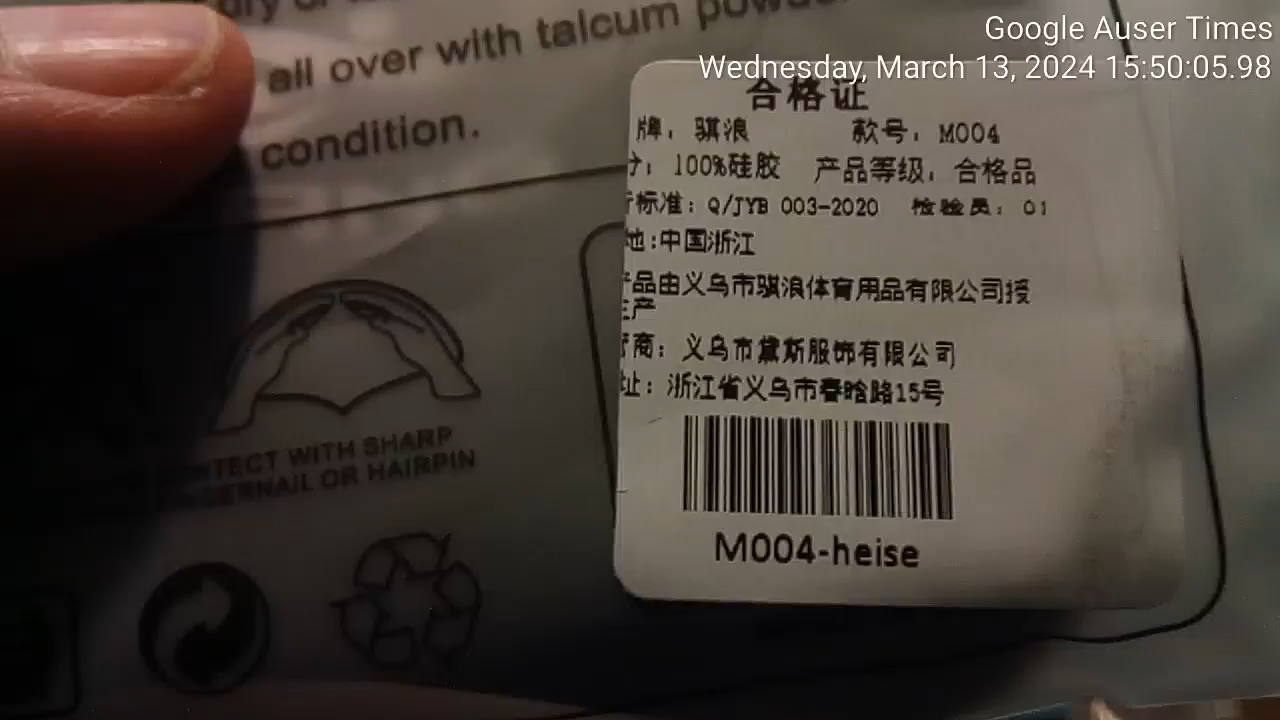 Google Auser Times
Wednesday, March 13, 2024 15:50:05.98
dry or
all over with talcum powder
condition.
合格证
牌: 骐浪 款号: M004
100%硅胶 产品等级: 合格品
标准: Q/JYB 003-2020 检验员: 01
地:中国浙江
品由义乌市骐浪体育用品有限公司授
产
商: 义乌市黛斯服饰有限公司
址: 浙江省义乌市春晗路15号
M004-heise
NTECT WITH SHARP
GERNAIL OR HAIRPIN